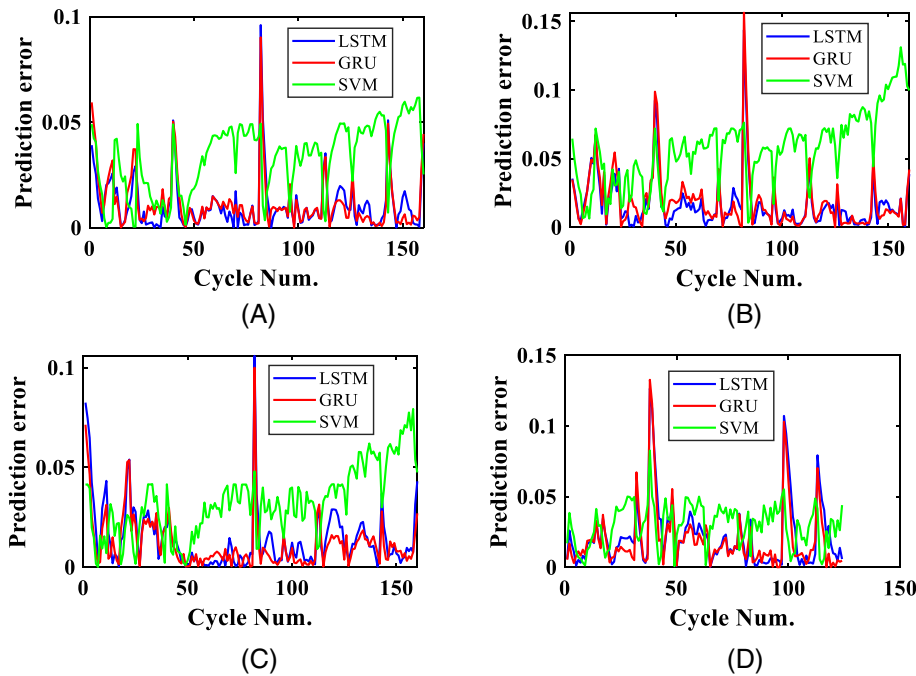 Prediction error
0.1
0.05
0
0
50
100
150
Cycle Num.
LSTM
GRU
SVM
(A)
Prediction error
0.15
0.1
0.05
0
0
50
100
150
Cycle Num.
LSTM
GRU
SVM
(B)
Prediction error
0.1
0.05
0
0
50
100
150
Cycle Num.
LSTM
GRU
SVM
(C)
Prediction error
0.15
0.1
0.05
0
0
50
100
150
Cycle Num.
LSTM
GRU
SVM
(D)